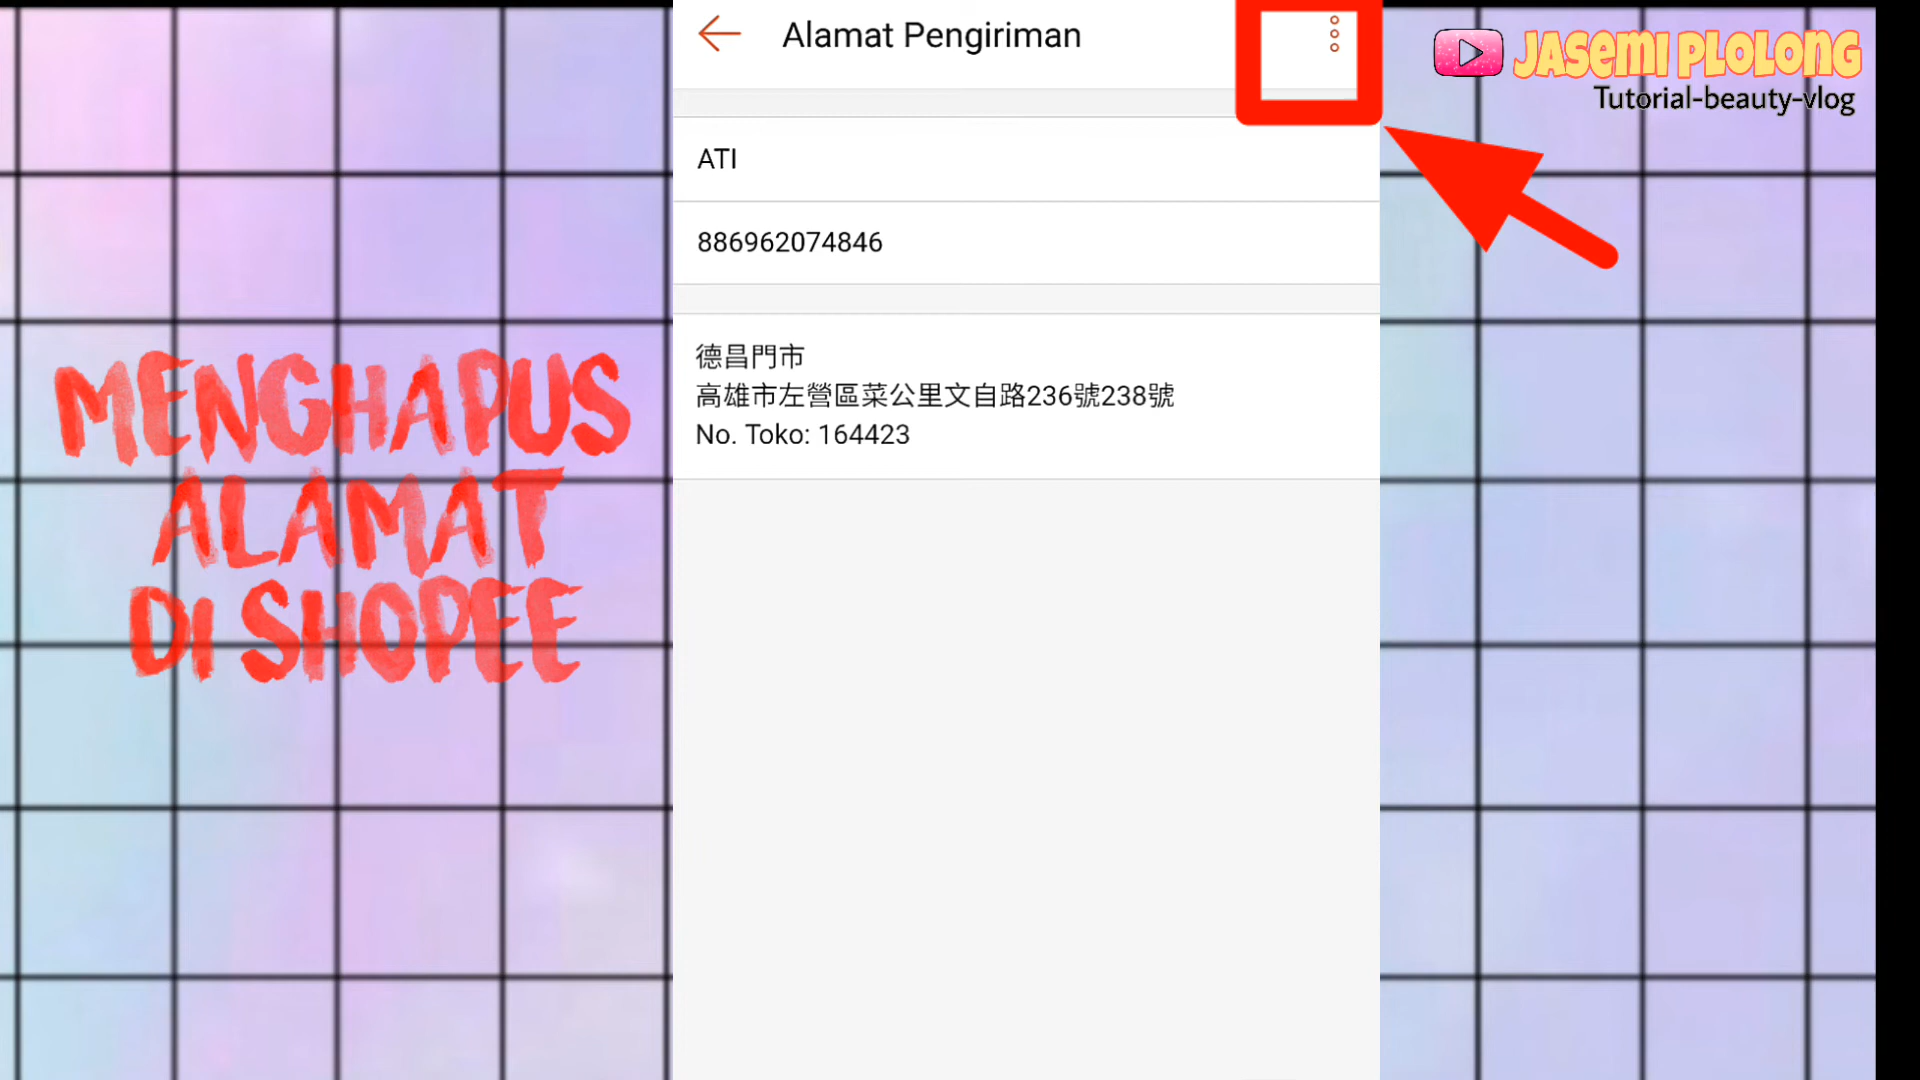 Alamat Pengiriman
JASEMI PLOLONG
Tutorial-beauty-vlog
ATI
886962074846
德昌門市
高雄市左營區菜公里文自路236號238號
No. Toko: 164423
MENGHAPUS
ALAMAT
DI SHOPEE